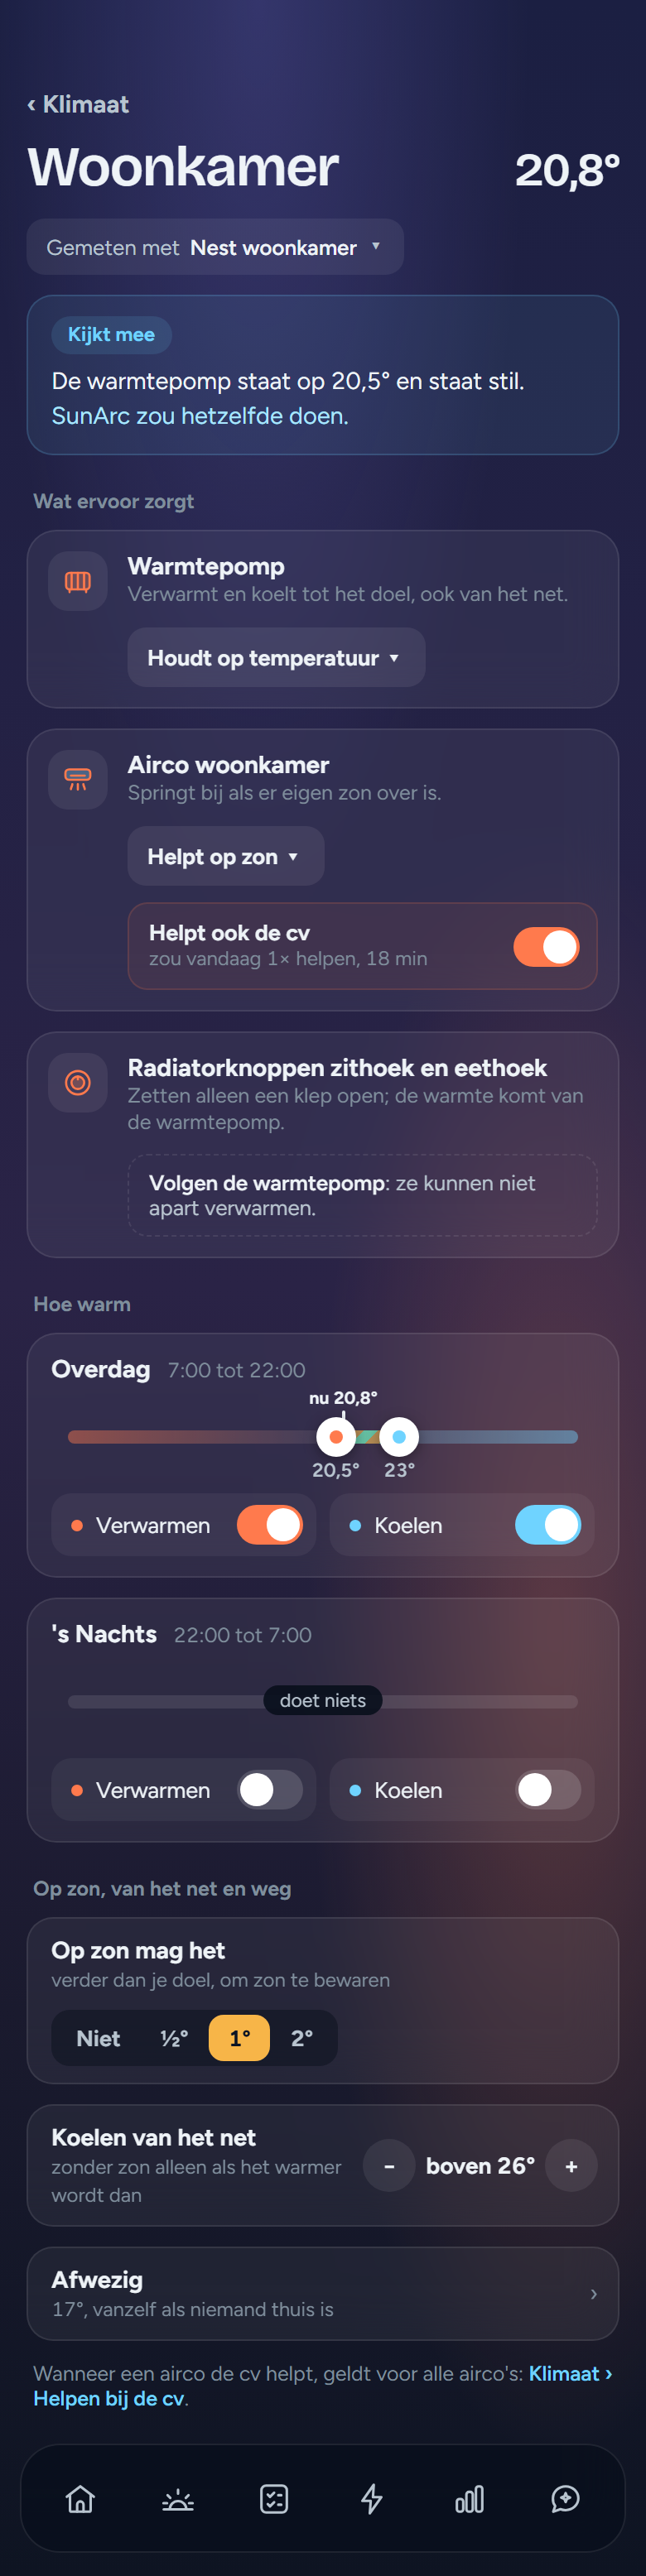 ‹ Klimaat
Woonkamer 20,8°
Gemeten met Nest woonkamer ▼
Kijkt mee
De warmtepomp staat op 20,5° en staat stil.
SunArc zou hetzelfde doen.
Wat ervoor zorgt
Warmtepomp
Verwarmt en koelt tot het doel, ook van het net.
Houdt op temperatuur ▼
Airco woonkamer
Springt bij als er eigen zon over is.
Helpt op zon ▼
Helpt ook de cv
zou vandaag 1× helpen, 18 min
Radiatorknoppen zithoek en eethoek
Zetten alleen een klep open; de warmte komt van
de warmtepomp.
Volgen de warmtepomp: ze kunnen niet
apart verwarmen.
Hoe warm
Overdag 7:00 tot 22:00
nu 20,8°
20,5° 23°
Verwarmen Koelen
's Nachts 22:00 tot 7:00
doet niets
Verwarmen Koelen
Op zon, van het net en weg
Op zon mag het
verder dan je doel, om zon te bewaren
Niet ½° 1° 2°
Koelen van het net
zonder zon alleen als het warmer
wordt dan
− boven 26° +
Afwezig
17°, vanzelf als niemand thuis is ›
Wanneer een airco de cv helpt, geldt voor alle airco's: Klimaat ›
Helpen bij de cv.